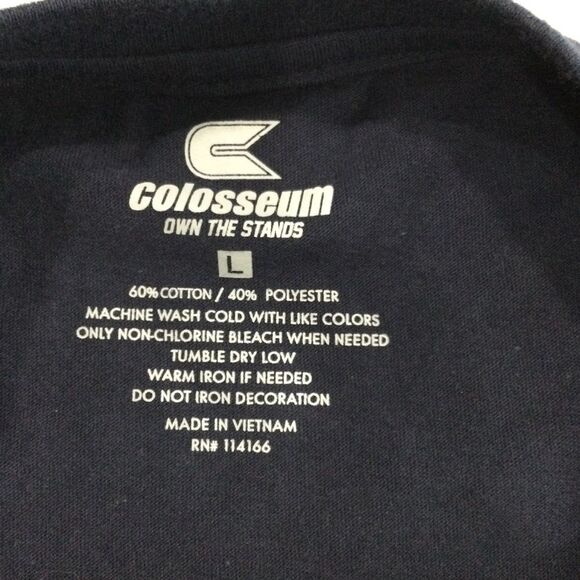 Colosseum
OWN THE STANDS
L
60% COTTON / 40% POLYESTER
MACHINE WASH COLD WITH LIKE COLORS
ONLY NON-CHLORINE BLEACH WHEN NEEDED
TUMBLE DRY LOW
WARM IRON IF NEEDED
DO NOT IRON DECORATION
MADE IN VIETNAM
RN# 114166